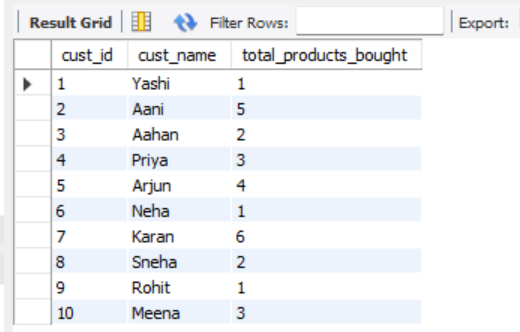 Result Grid Filter Rows: Export:
cust_id cust_name total_products_bought
1 Yashi 1
2 Aani 5
3 Aahan 2
4 Priya 3
5 Arjun 4
6 Neha 1
7 Karan 6
8 Sneha 2
9 Rohit 1
10 Meena 3